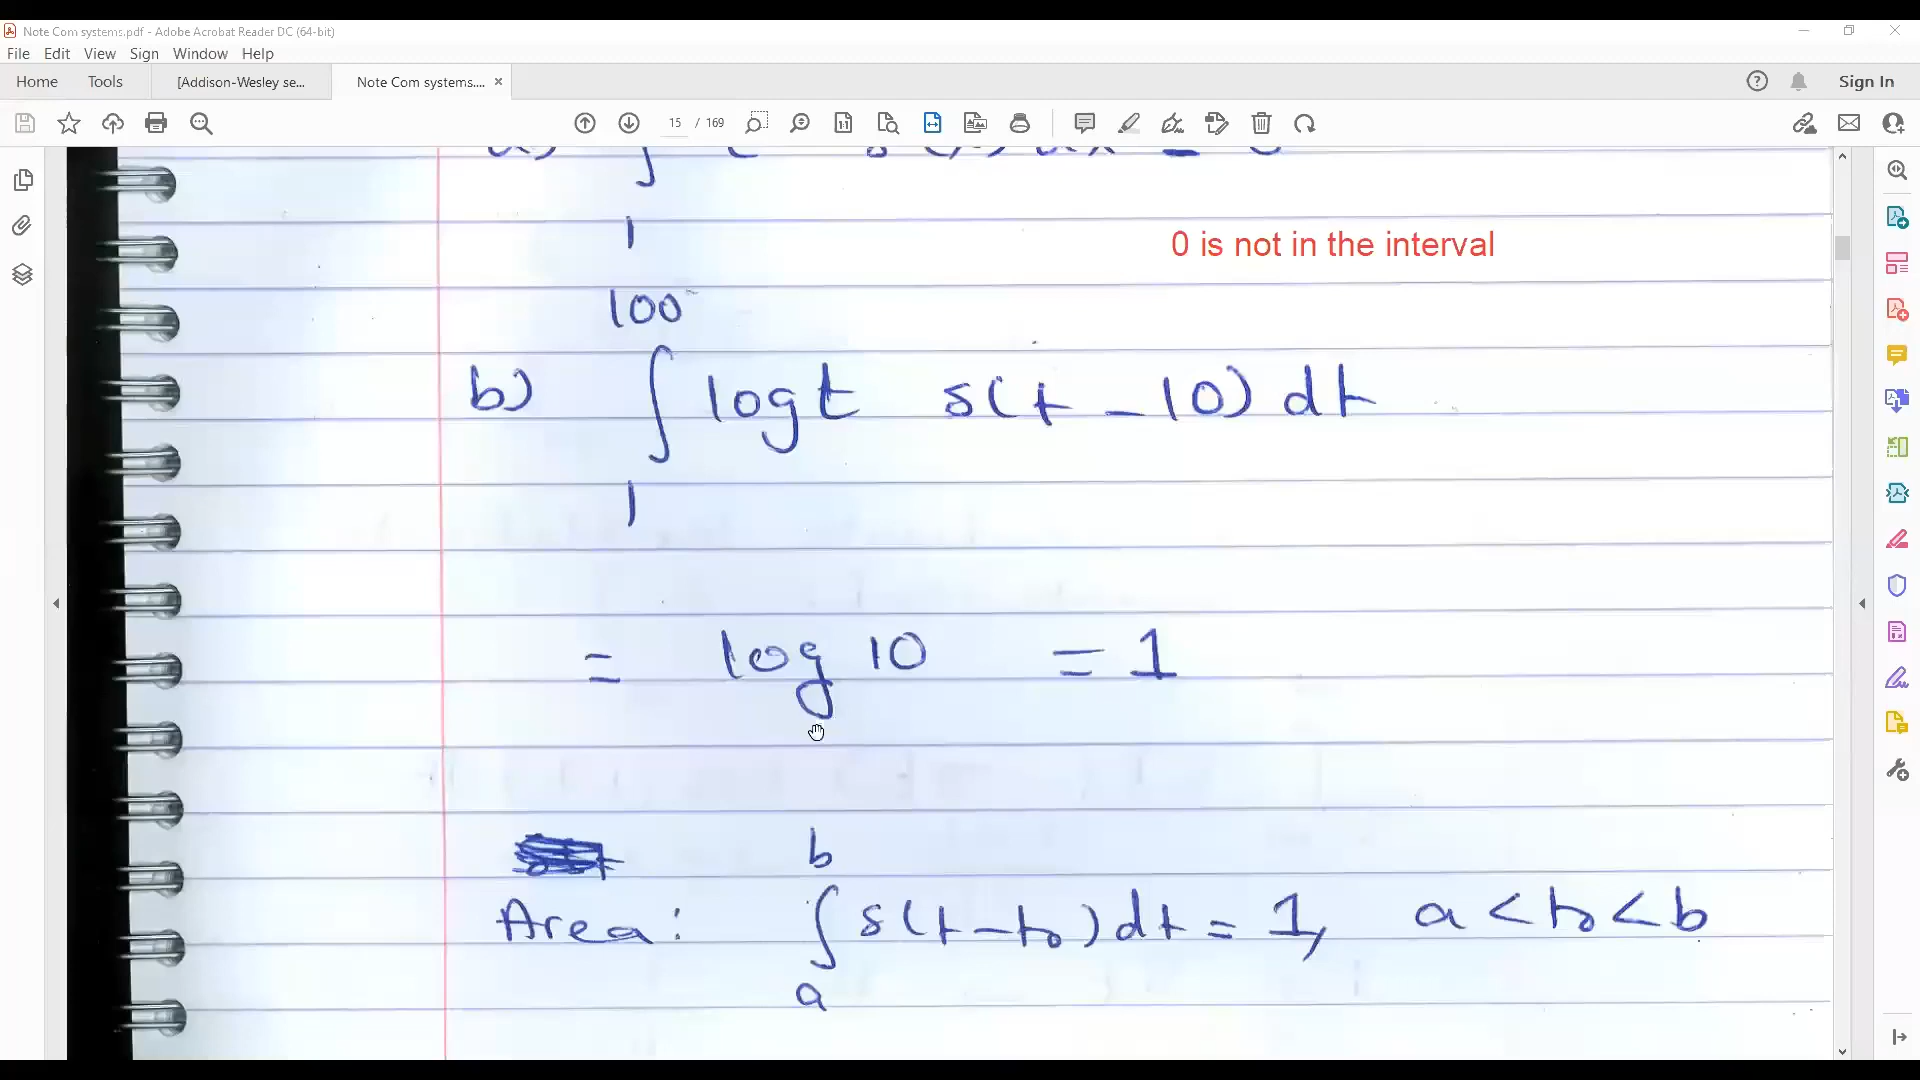 Note Com systems.pdf - Adobe Acrobat Reader DC (64-bit)
File Edit View Sign Window Help
Home Tools [Addison-Wesley se... Note Com systems.... × Sign In
15 / 169
1
0 is not in the interval
100
b) ∫ log t δ(t - 10) dt
1
= log 10 = 1
b
Area: ∫ δ(t - t₀) dt = 1, a < t₀ < b
a